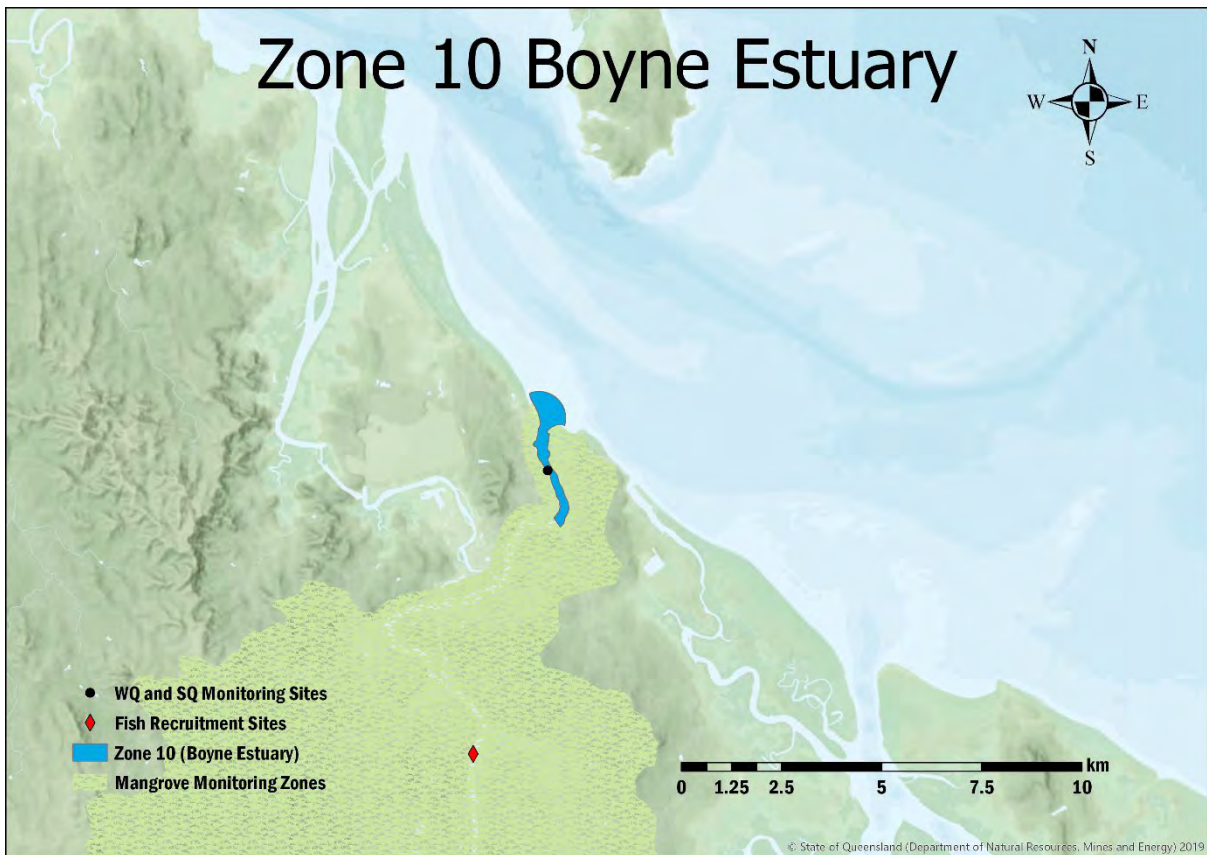 Zone 10 Boyne Estuary
N
W E
S
WQ and SQ Monitoring Sites
Fish Recruitment Sites
Zone 10 (Boyne Estuary)
Mangrove Monitoring Zones
km
0 1.25 2.5 5 7.5 10
© State of Queensland (Department of Natural Resources, Mines and Energy) 2019